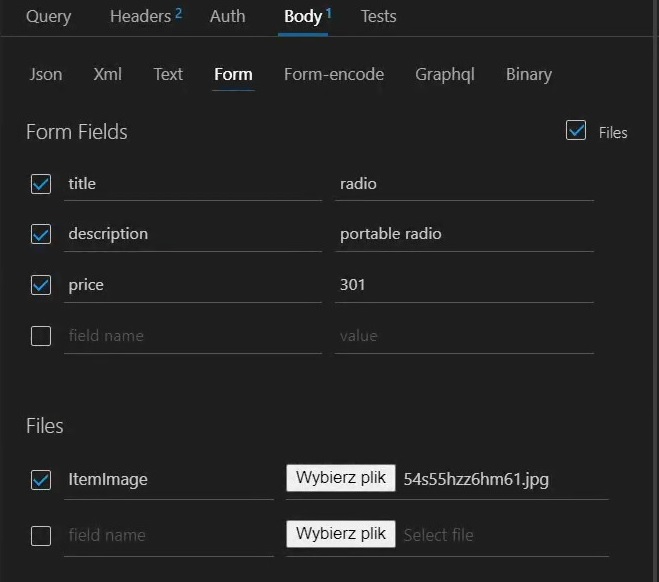 Query Headers 2 Auth Body 1 Tests
Json Xml Text Form Form-encode Graphql Binary
Form Fields Files
title radio
description portable radio
price 301
field name value
Files
ItemImage Wybierz plik 54s55hzz6hm61.jpg
field name Wybierz plik Select file